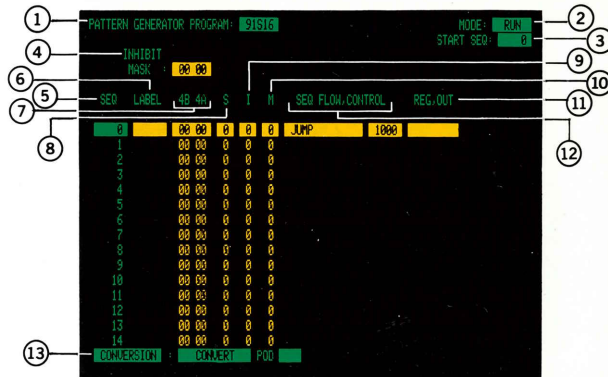 1 PATTERN GENERATOR PROGRAM: 91S16 MODE: RUN 2
START SEQ: 0 3
4 INHIBIT
MASK : 00 00
6 9 10
5 SEQ LABEL 4B 4A S I M SEQ FLOW,CONTROL REG,OUT 11
7 8 12
0 00 00 0 0 0 JUMP 1000
1 00 00 0 0 0
2 00 00 0 0 0
3 00 00 0 0 0
4 00 00 0 0 0
5 00 00 0 0 0
6 00 00 0 0 0
7 00 00 0 0 0
8 00 00 0 0 0
9 00 00 0 0 0
10 00 00 0 0 0
11 00 00 0 0 0
12 00 00 0 0 0
13 00 00 0 0 0
14 00 00 0 0 0
13 CONVERSION : CONVERT POD